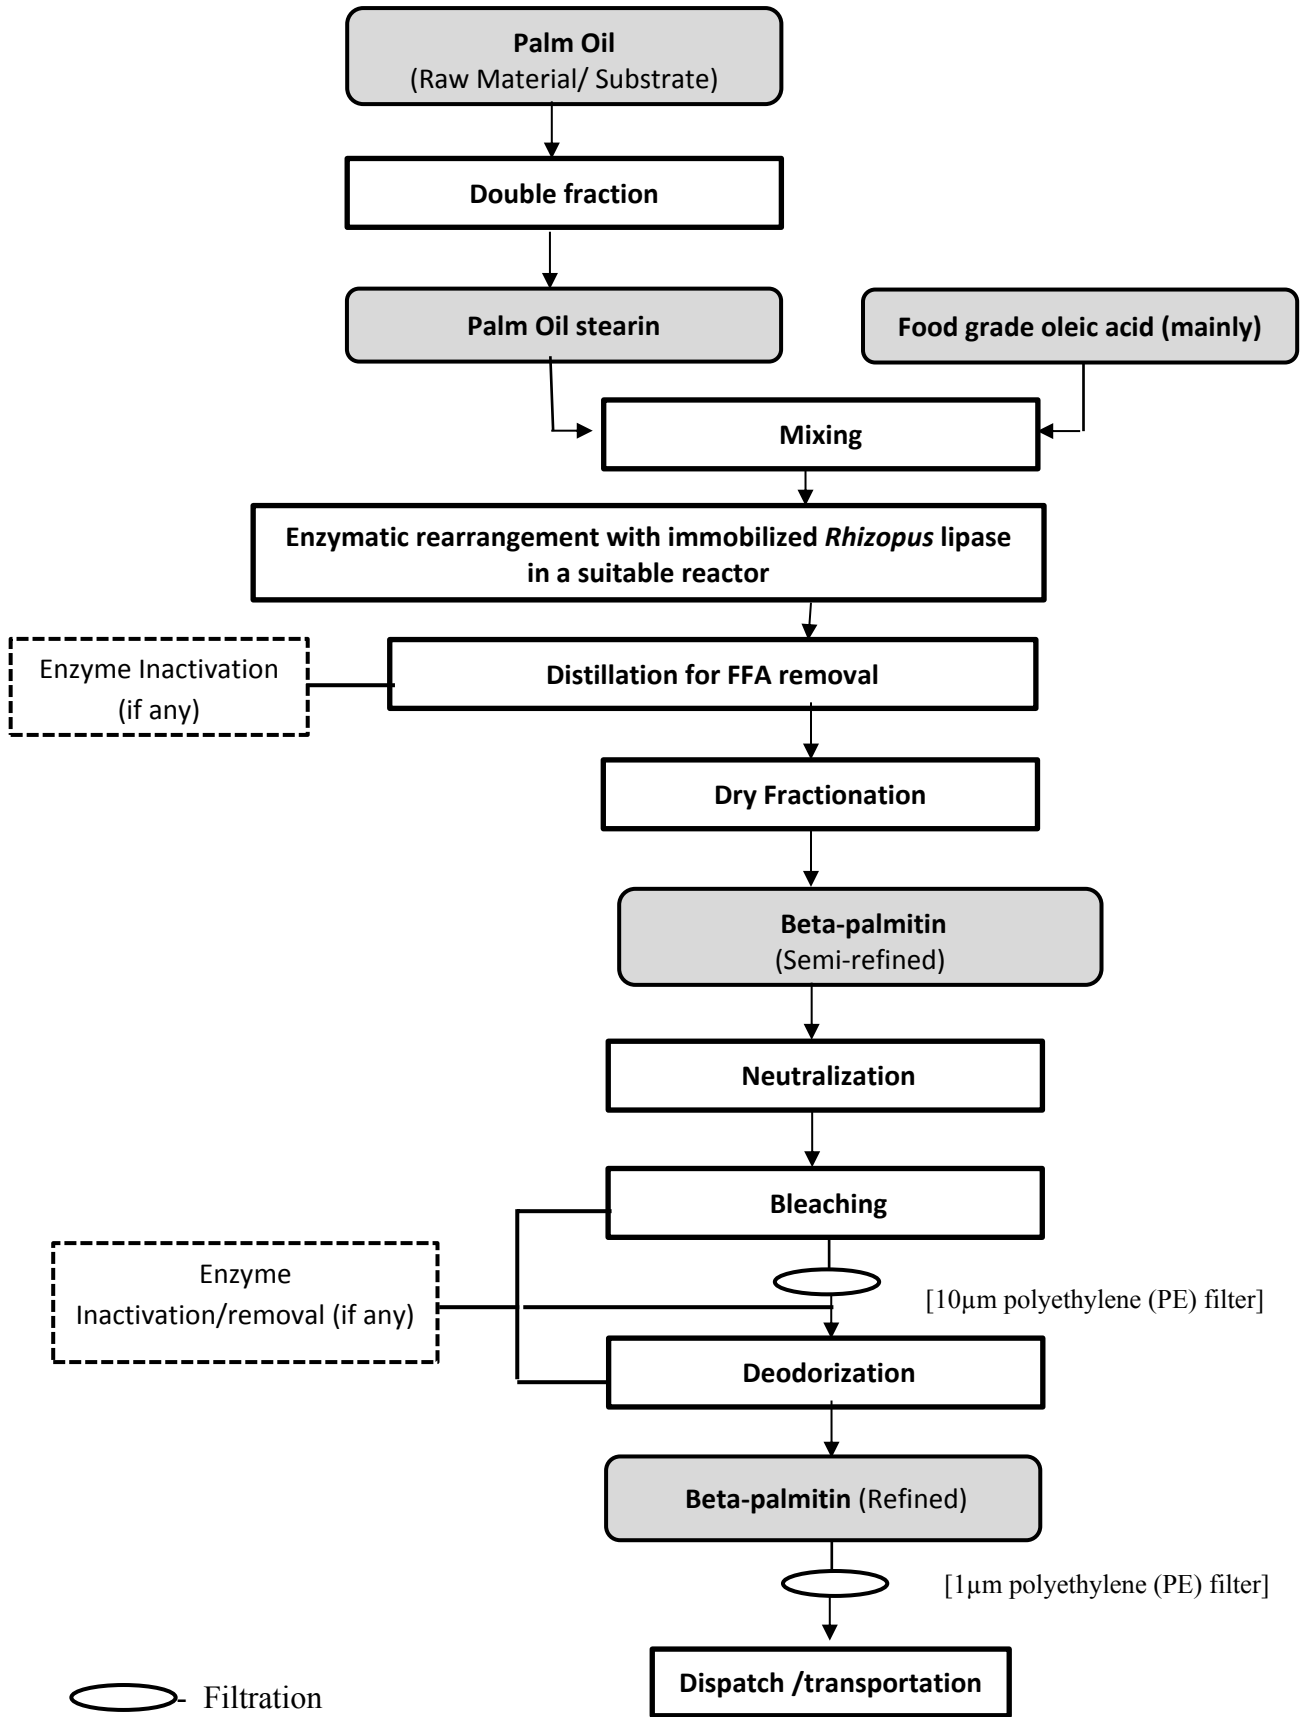 Palm Oil
(Raw Material/ Substrate)
Double fraction
Palm Oil stearin
Food grade oleic acid (mainly)
Mixing
Enzymatic rearrangement with immobilized Rhizopus lipase
in a suitable reactor
Enzyme Inactivation
(if any)
Distillation for FFA removal
Dry Fractionation
Beta-palmitin
(Semi-refined)
Neutralization
Bleaching
Enzyme
Inactivation/removal (if any)
[10µm polyethylene (PE) filter]
Deodorization
Beta-palmitin (Refined)
[1µm polyethylene (PE) filter]
Dispatch /transportation
- Filtration